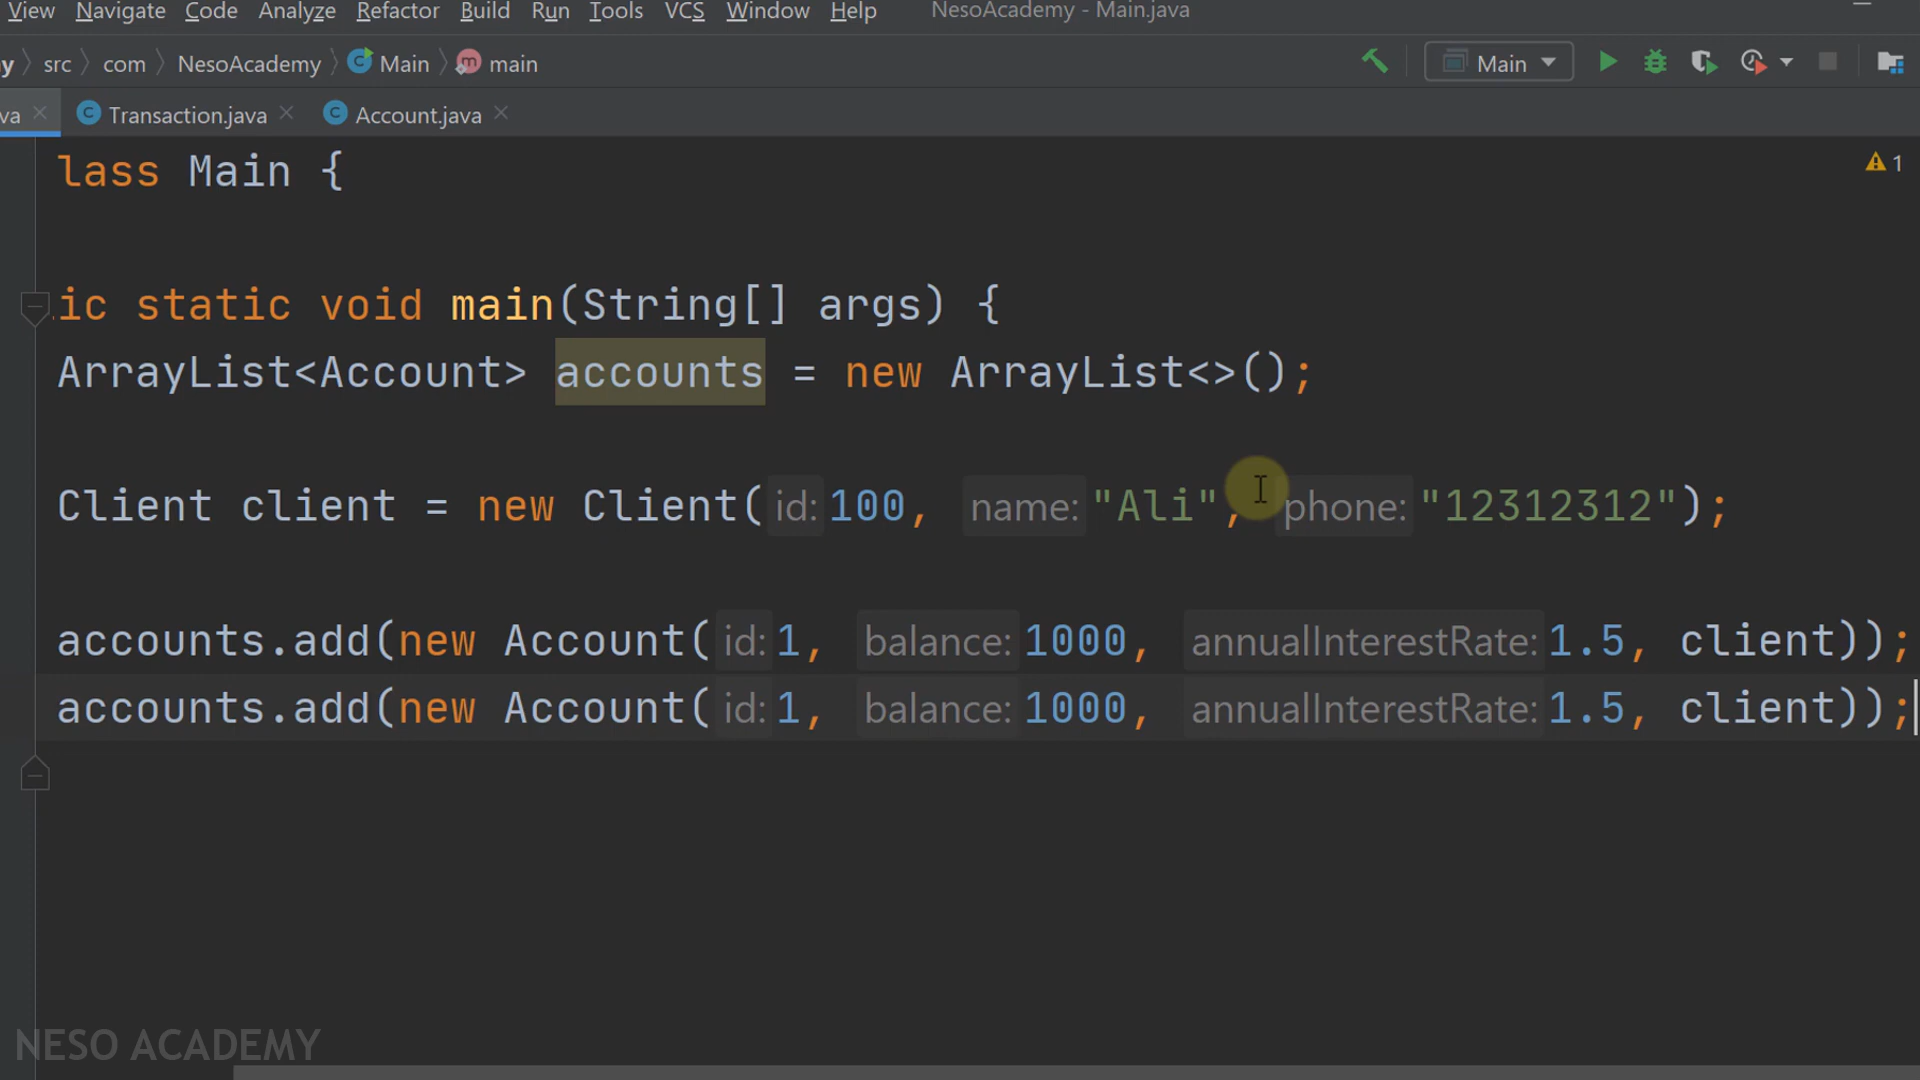 View Navigate Code Analyze Refactor Build Run Tools VCS Window Help NesoAcademy - Main.java
y src com NesoAcademy Main m main Main
va Transaction.java Account.java
lass Main { 1
ic static void main(String[] args) {
ArrayList<Account> accounts = new ArrayList<>();
Client client = new Client( id: 100, name: "Ali", phone: "12312312");
accounts.add(new Account( id: 1, balance: 1000, annualInterestRate: 1.5, client));
accounts.add(new Account( id: 1, balance: 1000, annualInterestRate: 1.5, client));
NESO ACADEMY